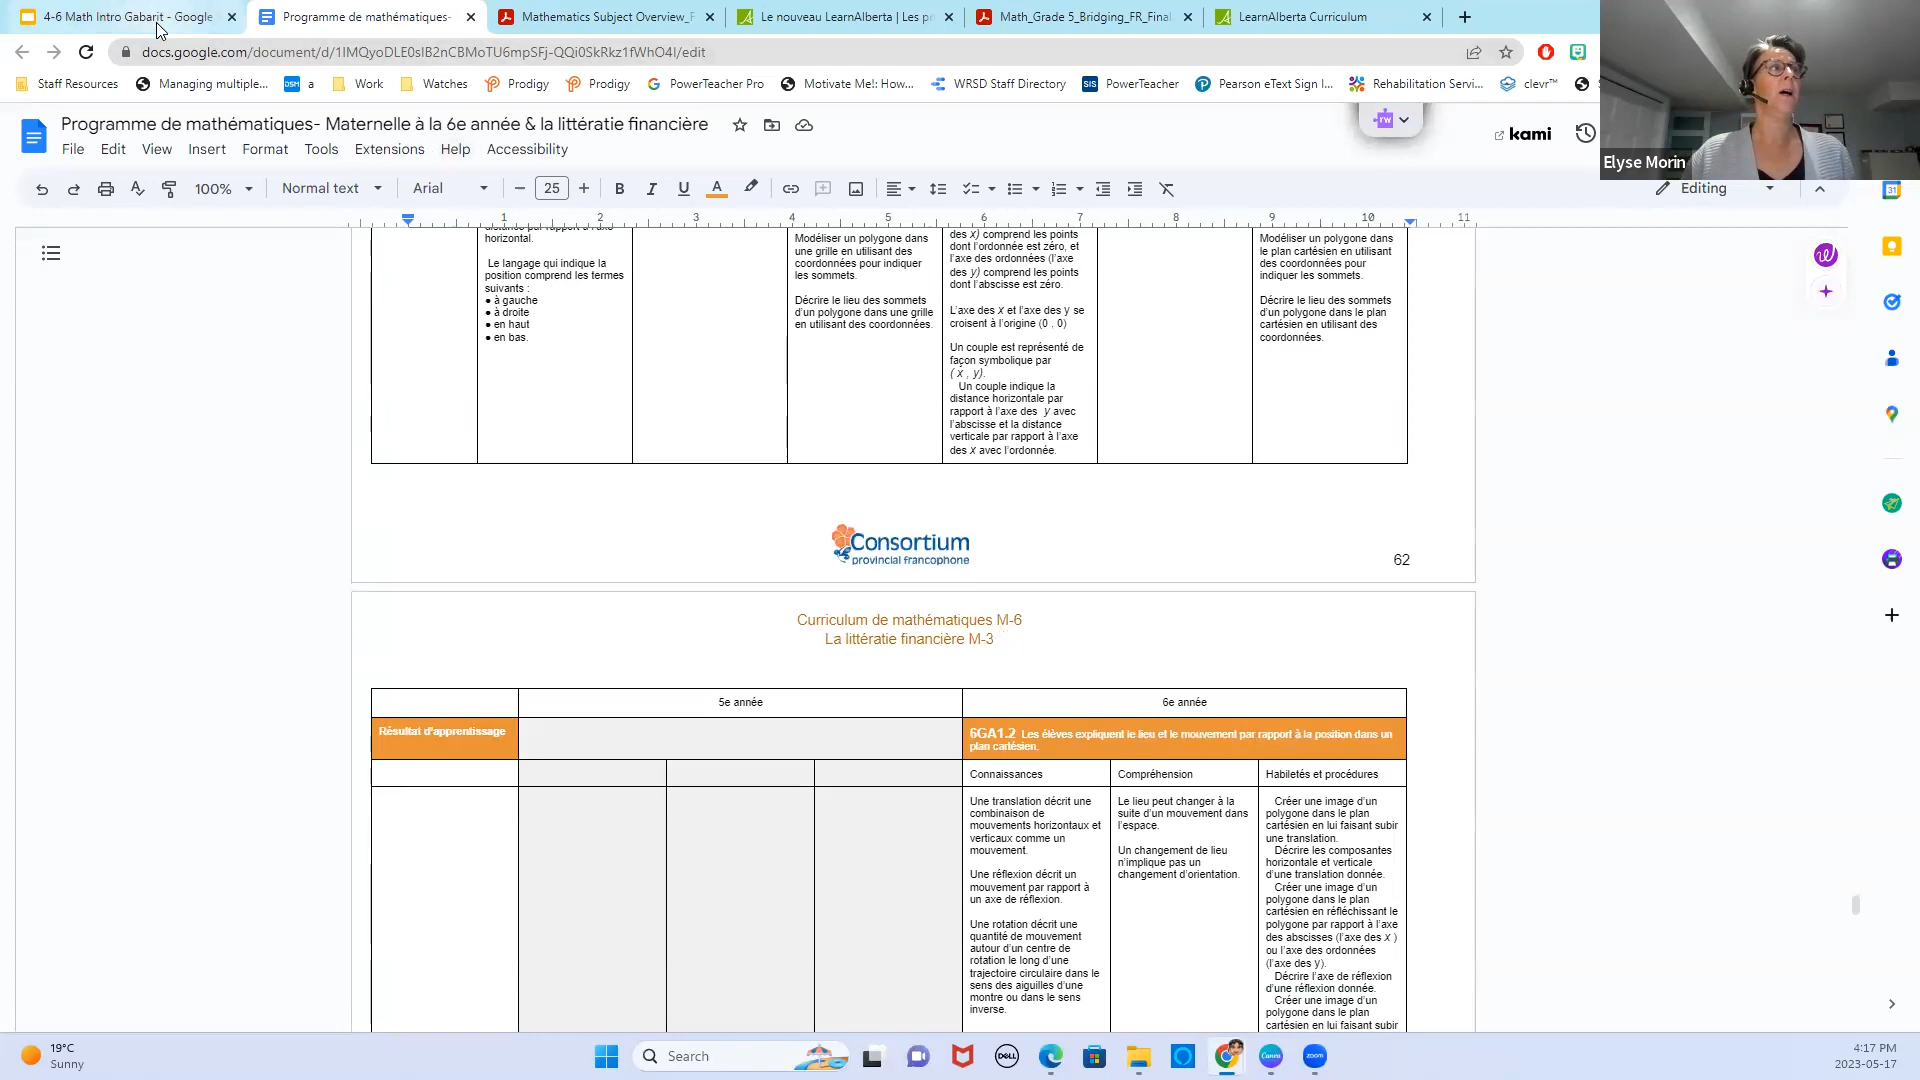 4-6 Math Intro Gabarit - Google
Programme de mathématiques-
Mathematics Subject Overview_F
Le nouveau LearnAlberta | Les p
Math_Grade 5_Bridging_FR_Final
LearnAlberta Curriculum
docs.google.com/document/d/1IMQyoDLE0sIB2nCBMoTU6mpSFj-QQi0SkRkz1fWhO4I/edit
Staff Resources
Managing multiple...
DSM a
Work
Watches
Prodigy
Prodigy
PowerTeacher Pro
Motivate Me!: How...
WRSD Staff Directory
SIS PowerTeacher
Pearson eText Sign I...
Rehabilitation Servi...
clevr™
Programme de mathématiques- Maternelle à la 6e année & la littératie financière
File Edit View Insert Format Tools Extensions Help Accessibility
rw
kami
Elyse Morin
100% Normal text Arial 25 B I U A
Editing
31
1 2 3 4 5 6 7 8 9 10 11
horizontal.
Le langage qui indique la
position comprend les termes
suivants :
● à gauche
● à droite
● en haut
● en bas.
Modéliser un polygone dans
une grille en utilisant des
coordonnées pour indiquer
les sommets.
Décrire le lieu des sommets
d’un polygone dans une grille
en utilisant des coordonnées.
des x) comprend les points
dont l’ordonnée est zéro, et
l’axe des ordonnées (l’axe
des y) comprend les points
dont l’abscisse est zéro.
L’axe des x et l’axe des y se
croisent à l’origine (0 , 0)
Un couple est représenté de
façon symbolique par
( x , y).
Un couple indique la
distance horizontale par
rapport à l’axe des y avec
l’abscisse et la distance
verticale par rapport à l’axe
des x avec l’ordonnée.
Modéliser un polygone dans
le plan cartésien en utilisant
des coordonnées pour
indiquer les sommets.
Décrire le lieu des sommets
d’un polygone dans le plan
cartésien en utilisant des
coordonnées.
Consortium
provincial francophone
62
Curriculum de mathématiques M-6
La littératie financière M-3
5e année
6e année
Résultat d’apprentissage
6GA1.2 Les élèves expliquent le lieu et le mouvement par rapport à la position dans un
plan cartésien.
Connaissances
Compréhension
Habiletés et procédures
Une translation décrit une
combinaison de
mouvements horizontaux et
verticaux comme un
mouvement.
Une réflexion décrit un
mouvement par rapport à
un axe de réflexion.
Une rotation décrit une
quantité de mouvement
autour d’un centre de
rotation le long d’une
trajectoire circulaire dans le
sens des aiguilles d’une
montre ou dans le sens
inverse.
Le lieu peut changer à la
suite d’un mouvement dans
l’espace.
Un changement de lieu
n’implique pas un
changement d’orientation.
Créer une image d’un
polygone dans le plan
cartésien en lui faisant subir
une translation.
Décrire les composantes
horizontale et verticale
d’une translation donnée.
Créer une image d’un
polygone dans le plan
cartésien en réfléchissant le
polygone par rapport à l’axe
des abscisses (l’axe des x )
ou l’axe des ordonnées
(l’axe des y).
Décrire l’axe de réflexion
d’une réflexion donnée.
Créer une image d’un
polygone dans le plan
cartésien en lui faisant subir
19°C
Sunny
Search
DELL
Canva
zoom
4:17 PM
2023-05-17